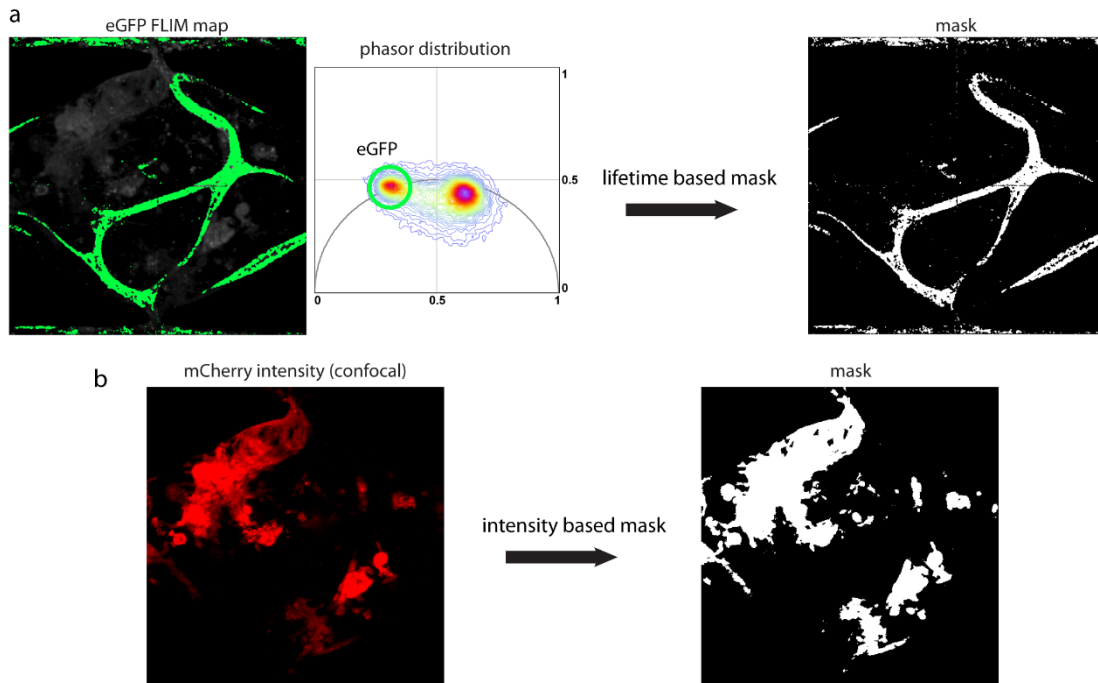 a
eGFP FLIM map
phasor distribution
mask
1
eGFP
0.5
lifetime based mask
0
0
0.5
1
b
mCherry intensity (confocal)
mask
intensity based mask